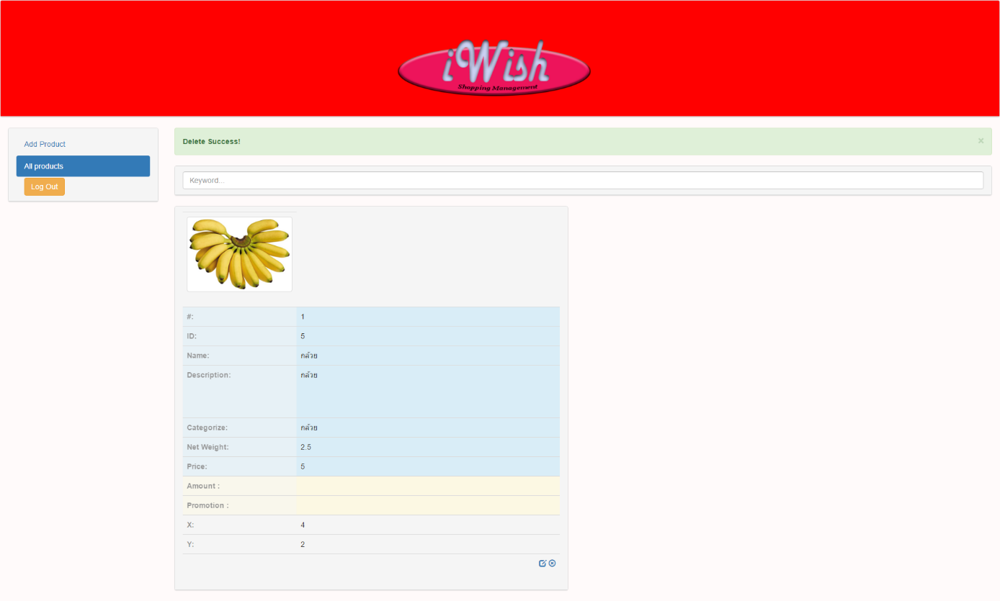 iWish
Shopping Management
Add Product
All products
Log Out
Delete Success!
×
Keyword...
#: 1
ID: 5
Name: กล้วย
Description: กล้วย
Categorize: กล้วย
Net Weight: 2.5
Price: 5
Amount :
Promotion :
X: 4
Y: 2